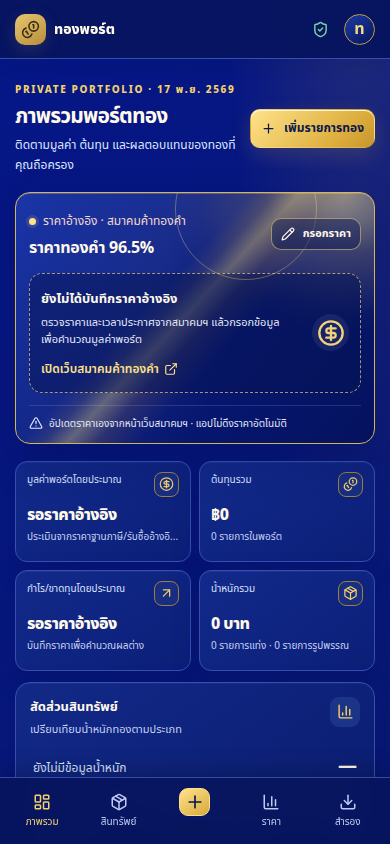 ทองพอร์ต
ท
PRIVATE PORTFOLIO · 17 พ.ย. 2569
ภาพรวมพอร์ตทอง
ติดตามมูลค่า ต้นทุน และผลตอบแทนของทองที่
คุณถือครอง
เพิ่มรายการทอง
ราคาอ้างอิง · สมาคมค้าทองคำ
ราคาทองคำ 96.5%
กรอกราคา
ยังไม่ได้บันทึกราคาอ้างอิง
ตรวจราคาและเวลาประกาศจากสมาคมฯ แล้วกรอกข้อมูล
เพื่อคำนวณมูลค่าพอร์ต
เปิดเว็บสมาคมค้าทองคำ
อัปเดตราคาเองจากหน้าเว็บสมาคมฯ · แอปไม่ดึงราคาอัตโนมัติ
มูลค่าพอร์ตโดยประมาณ
รอราคาอ้างอิง
ประเมินจากราคาฐานภาษี/รับซื้ออ้างอิ...
ต้นทุนรวม
฿0
0 รายการในพอร์ต
กำไร/ขาดทุนโดยประมาณ
รอราคาอ้างอิง
บันทึกราคาเพื่อคำนวณผลต่าง
น้ำหนักรวม
0 บาท
0 รายการแท่ง · 0 รายการรูปพรรณ
สัดส่วนสินทรัพย์
เปรียบเทียบน้ำหนักทองตามประเภท
ยังไม่มีข้อมูลน้ำหนัก
—
ภาพรวม
สินทรัพย์
ราคา
สำรอง